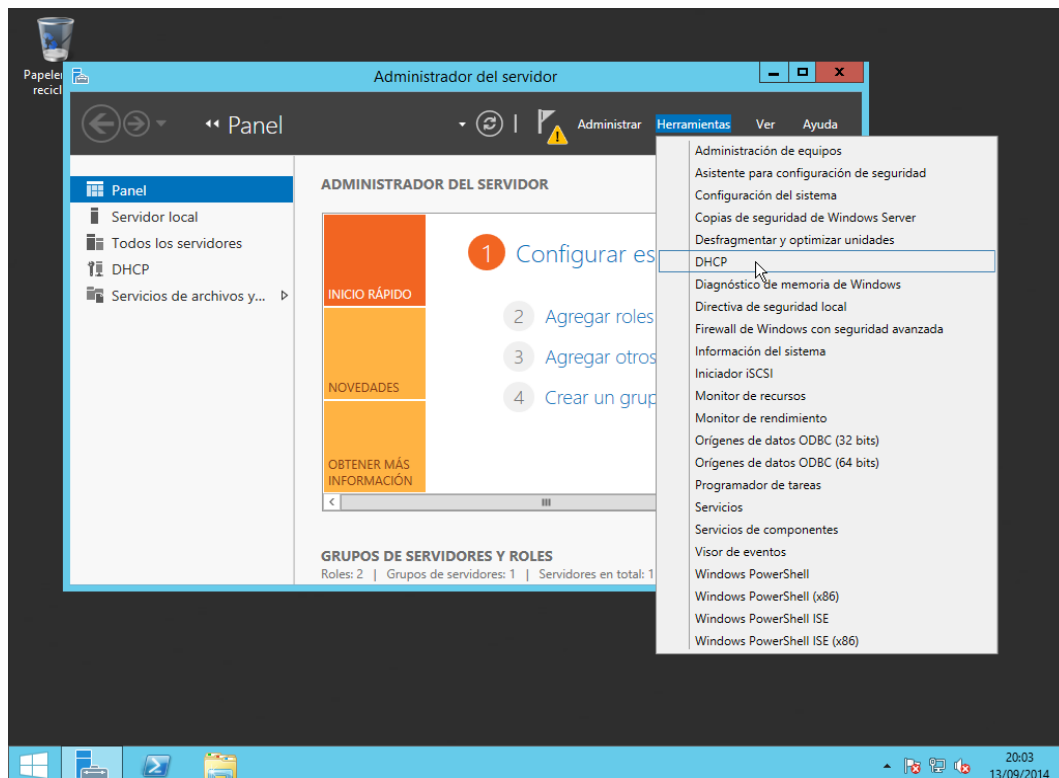 Administrador del servidor
Panel
Administrar Herramientas Ver Ayuda
Panel
Servidor local
Todos los servidores
DHCP
Servicios de archivos y...
ADMINISTRADOR DEL SERVIDOR
1 Configurar es
INICIO RÁPIDO
2 Agregar roles
3 Agregar otros
NOVEDADES
4 Crear un grup
OBTENER MÁS
INFORMACIÓN
GRUPOS DE SERVIDORES Y ROLES
Roles: 2 | Grupos de servidores: 1 | Servidores en total: 1
Administración de equipos
Asistente para configuración de seguridad
Configuración del sistema
Copias de seguridad de Windows Server
Desfragmentar y optimizar unidades
DHCP
Diagnóstico de memoria de Windows
Directiva de seguridad local
Firewall de Windows con seguridad avanzada
Información del sistema
Iniciador iSCSI
Monitor de recursos
Monitor de rendimiento
Orígenes de datos ODBC (32 bits)
Orígenes de datos ODBC (64 bits)
Programador de tareas
Servicios
Servicios de componentes
Visor de eventos
Windows PowerShell
Windows PowerShell (x86)
Windows PowerShell ISE
Windows PowerShell ISE (x86)
20:03
13/09/2014